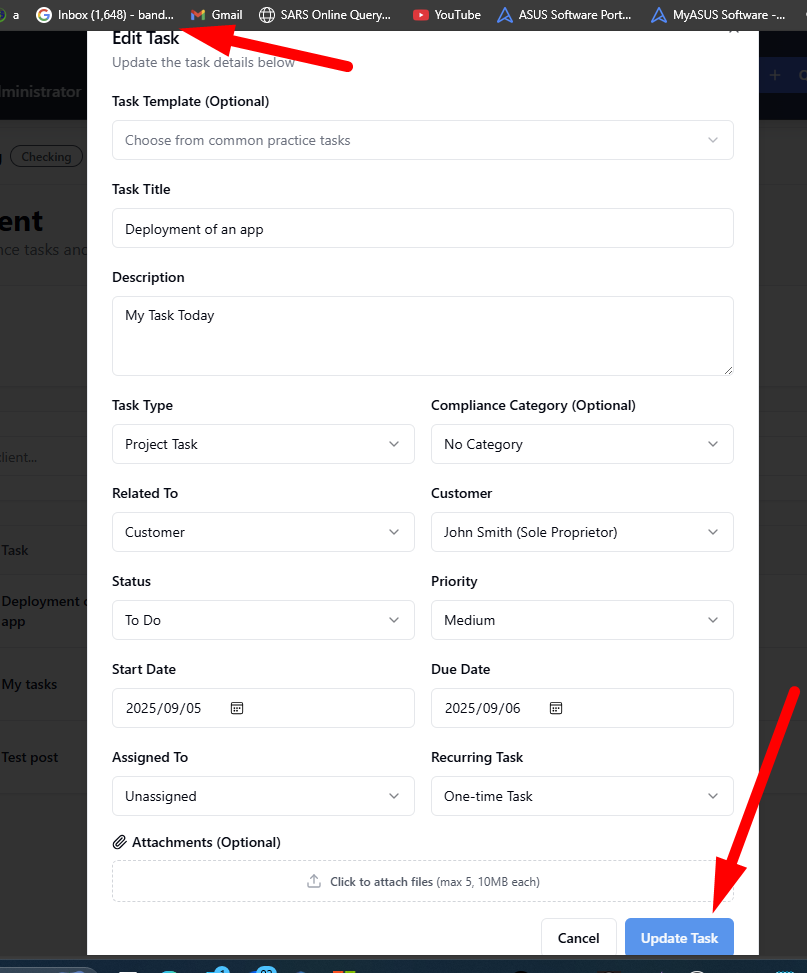 a Inbox (1,648) - band... Gmail SARS Online Query... YouTube ASUS Software Port... MyASUS Software -...
Edit Task
Update the task details below
ministrator
Task Template (Optional)
Choose from common practice tasks
Checking
Task Title
Deployment of an app
Description
My Task Today
Task Type Compliance Category (Optional)
Project Task No Category
lient...
Related To Customer
Customer John Smith (Sole Proprietor)
Task
Status Priority
Deployment
To Do Medium
app
Start Date Due Date
My tasks
2025/09/05 2025/09/06
Assigned To Recurring Task
Test post
Unassigned One-time Task
Attachments (Optional)
Click to attach files (max 5, 10MB each)
Cancel Update Task